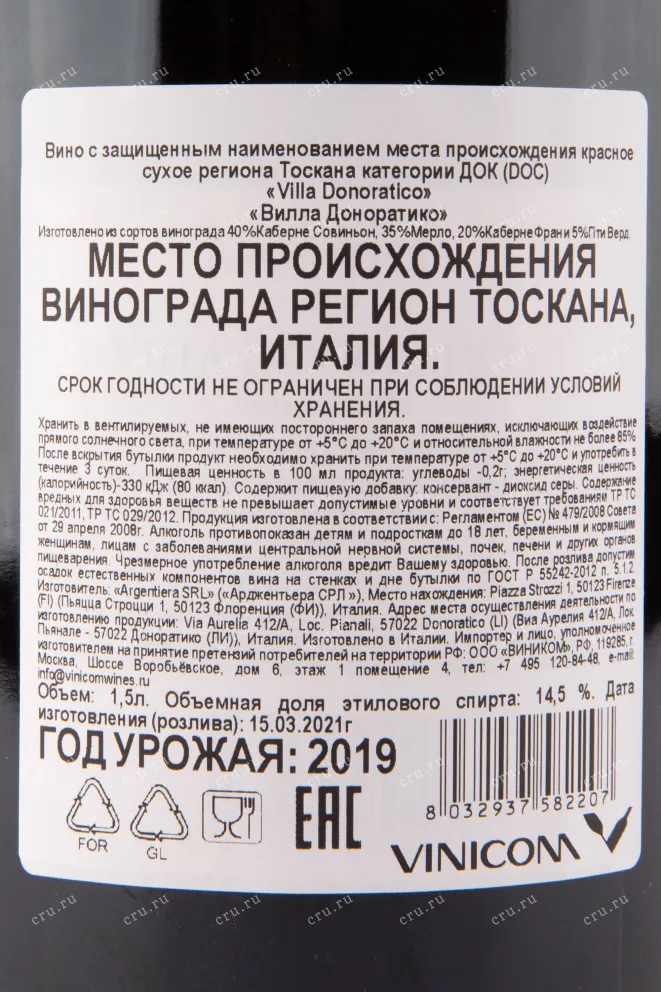 Вино с защищенным наименованием места происхождения красное
сухое региона Тоскана категории ДОК (DOC)
«Villa Donoratico»
«Вилла Доноратико»
Изготовлено из сортов винограда 40%Каберне Совиньон, 35%Мерло, 20%Каберне Фран и 5%Пти Верд.
МЕСТО ПРОИСХОЖДЕНИЯ
ВИНОГРАДА РЕГИОН ТОСКАНА,
ИТАЛИЯ.
СРОК ГОДНОСТИ НЕ ОГРАНИЧЕН ПРИ СОБЛЮДЕНИИ УСЛОВИЙ
ХРАНЕНИЯ.
Хранить в вентилируемых, не имеющих постороннего запаха помещениях, исключающих воздействие
прямого солнечного света, при температуре от +5°С до +20°С и относительной влажности не более 85%
После вскрытия бутылки продукт необходимо хранить при температуре от +5°С до +20°С и употребить в
течение 3 суток. Пищевая ценность в 100 мл продукта: углеводы -0,2г; энергетическая ценность
(калорийность)-330 кДж (80 ккал). Содержит пищевую добавку: консервант - диоксид серы. Содержание
вредных для здоровья веществ не превышает допустимые уровни и соответствует требованиям ТР ТС
021/2011, ТР ТС 029/2012. Продукция изготовлена в соответствии с: Регламентом (ЕС) № 479/2008 Совета
от 29 апреля 2008г. Алкоголь противопоказан детям и подросткам до 18 лет, беременным и кормящим
женщинам, лицам с заболеваниями центральной нервной системы, почек, печени и других органов
пищеварения. Чрезмерное употребление алкоголя вредит Вашему здоровью. После розлива допустим
осадок естественных компонентов вина на стенках и дне бутылки по ГОСТ Р 55242-2012 п. 5.1.2.
Изготовитель: «Argentiera SRL» («Арджентьера СРЛ »), Место нахождения: Piazza Strozzi 1, 50123 Firenze
(FI) (Пьяцца Строцци 1, 50123 Флоренция (ФИ)), Италия. Адрес места осуществления деятельности по
изготовлению продукции: Via Aurelia 412/A, Loc. Pianali, 57022 Donoratico (LI) (Виа Аурелия 412/А, Лок.
Пьянале - 57022 Доноратико (ЛИ)), Италия. Изготовлено в Италии. Импортер и лицо, уполномоченное
изготовителем на принятие претензий потребителей на территории РФ: ООО «ВИНИКОМ», РФ, 119285, г.
Москва, Шоссе Воробьёвское, дом 6, этаж 1 помещение 4, тел: +7 495 120-84-48, e-mail:
info@vinicomwines.ru
Объем: 1,5л. Объемная доля этилового спирта: 14,5 %. Дата
изготовления (розлива): 15.03.2021г
ГОД УРОЖАЯ: 2019
8 032937 582207
FOR
GL
EAC
VINICOM
cru.ru